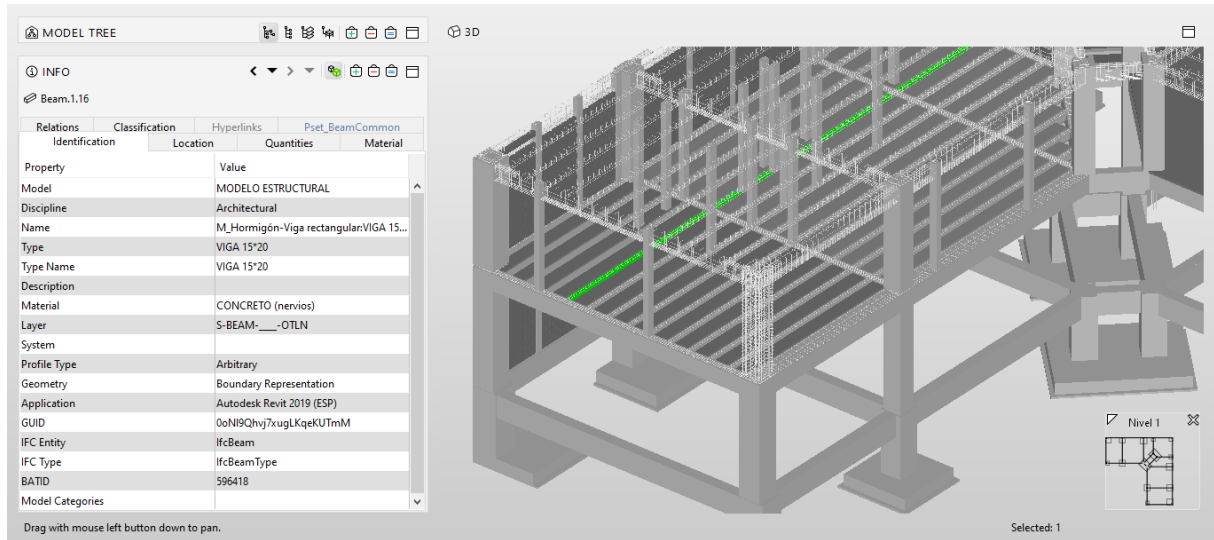 MODEL TREE
3D
INFO
Beam.1.16
Relations Classification Hyperlinks Pset_BeamCommon
Identification Location Quantities Material
Property Value
Model MODELO ESTRUCTURAL
Discipline Architectural
Name M_Hormigón-Viga rectangular:VIGA 15...
Type VIGA 15*20
Type Name VIGA 15*20
Description
Material CONCRETO (nervios)
Layer S-BEAM-___-OTLN
System
Profile Type Arbitrary
Geometry Boundary Representation
Application Autodesk Revit 2019 (ESP)
GUID 0oNI9Qhvj7xugLKqeKUTmM
IFC Entity IfcBeam
IFC Type IfcBeamType
BATID 596418
Model Categories
Nivel 1
Drag with mouse left button down to pan.
Selected: 1